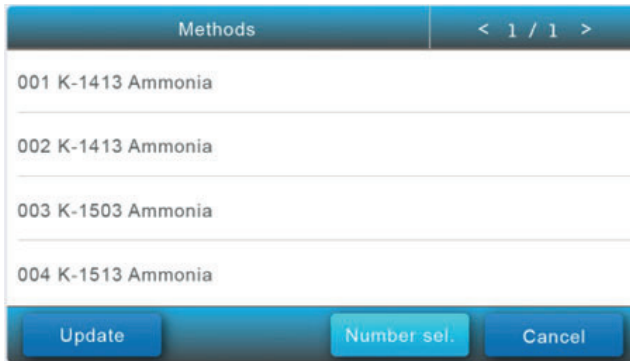 Methods < 1 / 1 >
001 K-1413 Ammonia
002 K-1413 Ammonia
003 K-1503 Ammonia
004 K-1513 Ammonia
Update Number sel. Cancel